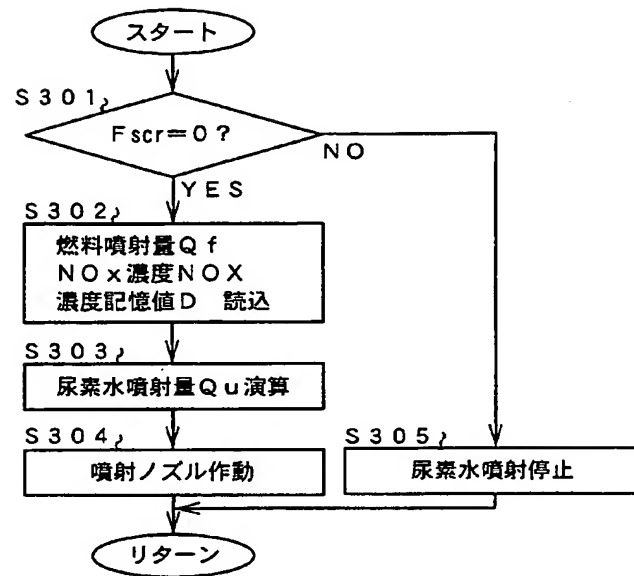 スタート
S301
Fscr=0?
NO
YES
S302
燃料噴射量Qf
NOx濃度NOX
濃度記憶値D 読込
S303
尿素水噴射量Qu演算
S304
噴射ノズル作動
S305
尿素水噴射停止
リターン